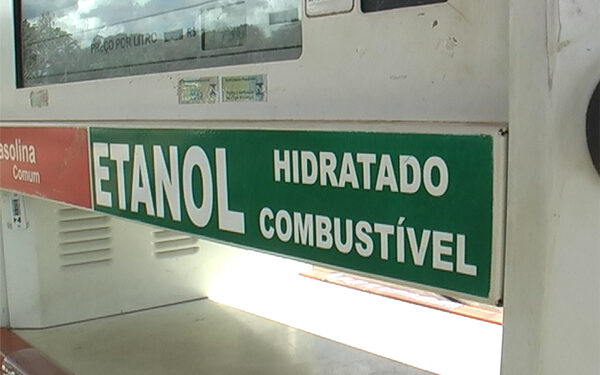 PREÇO POR LITRO R$
asolina
Comum
ETANOL
HIDRATADO
COMBUSTÍVEL